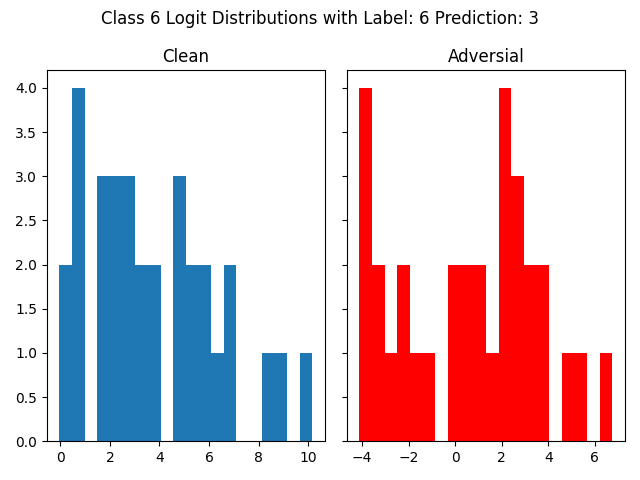 Class 6 Logit Distributions with Label: 6 Prediction: 3
Clean
Adversial
4.0
3.5
3.0
2.5
2.0
1.5
1.0
0.5
0.0
0 2 4 6 8 10
−4 −2 0 2 4 6